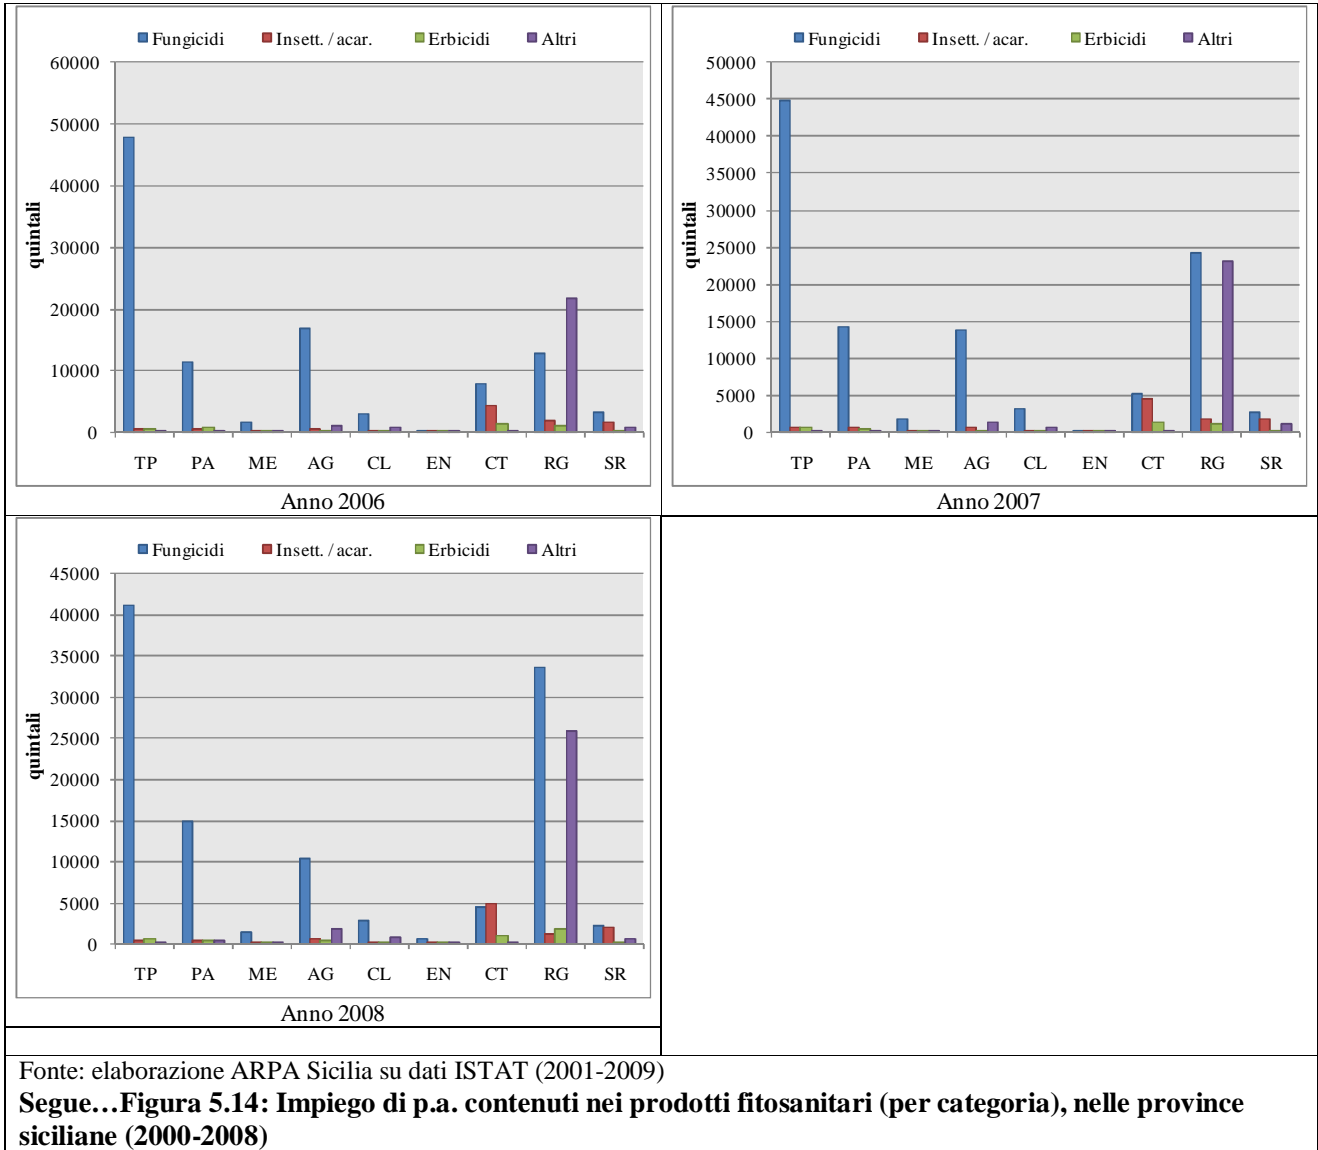 Fungicidi Insett. / acar. Erbicidi Altri
60000
50000
40000
30000
20000
10000
0
quintali
TP PA ME AG CL EN CT RG SR
Anno 2006
Fungicidi Insett. / acar. Erbicidi Altri
50000
45000
40000
35000
30000
25000
20000
15000
10000
5000
0
quintali
TP PA ME AG CL EN CT RG SR
Anno 2007
Fungicidi Insett. / acar. Erbicidi Altri
45000
40000
35000
30000
25000
20000
15000
10000
5000
0
quintali
TP PA ME AG CL EN CT RG SR
Anno 2008
Fonte: elaborazione ARPA Sicilia su dati ISTAT (2001-2009)
Segue…Figura 5.14: Impiego di p.a. contenuti nei prodotti fitosanitari (per categoria), nelle province
siciliane (2000-2008)